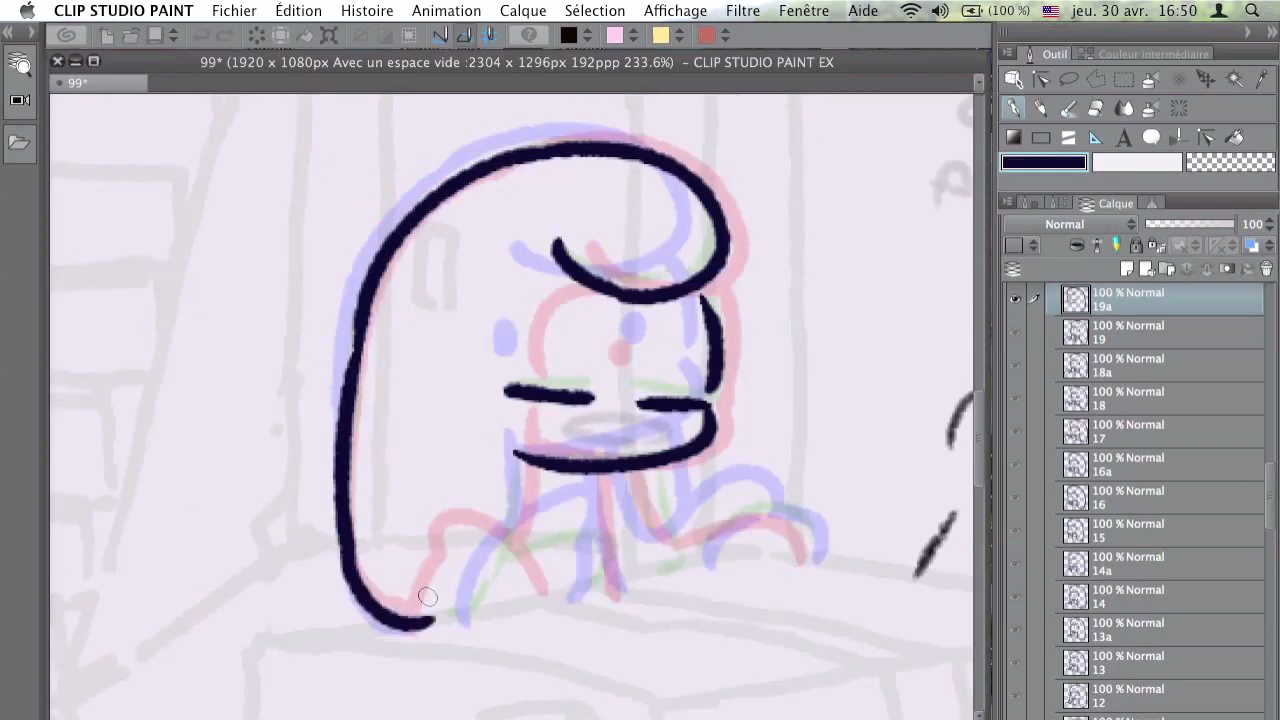 CLIP STUDIO PAINT Fichier Édition Histoire Animation Calque Sélection Affichage Filtre Fenêtre Aide (100 %) jeu. 30 avr. 16:50
99* (1920 x 1080px Avec un espace vide :2304 x 1296px 192ppp 233.6%) - CLIP STUDIO PAINT EX
99*
Outil Couleur intermédiaire
Calque
Normal 100
100 % Normal
19a
100 % Normal
19
100 % Normal
18a
100 % Normal
18
100 % Normal
17
100 % Normal
16a
100 % Normal
16
100 % Normal
15
100 % Normal
14a
100 % Normal
14
100 % Normal
13a
100 % Normal
13
100 % Normal
12